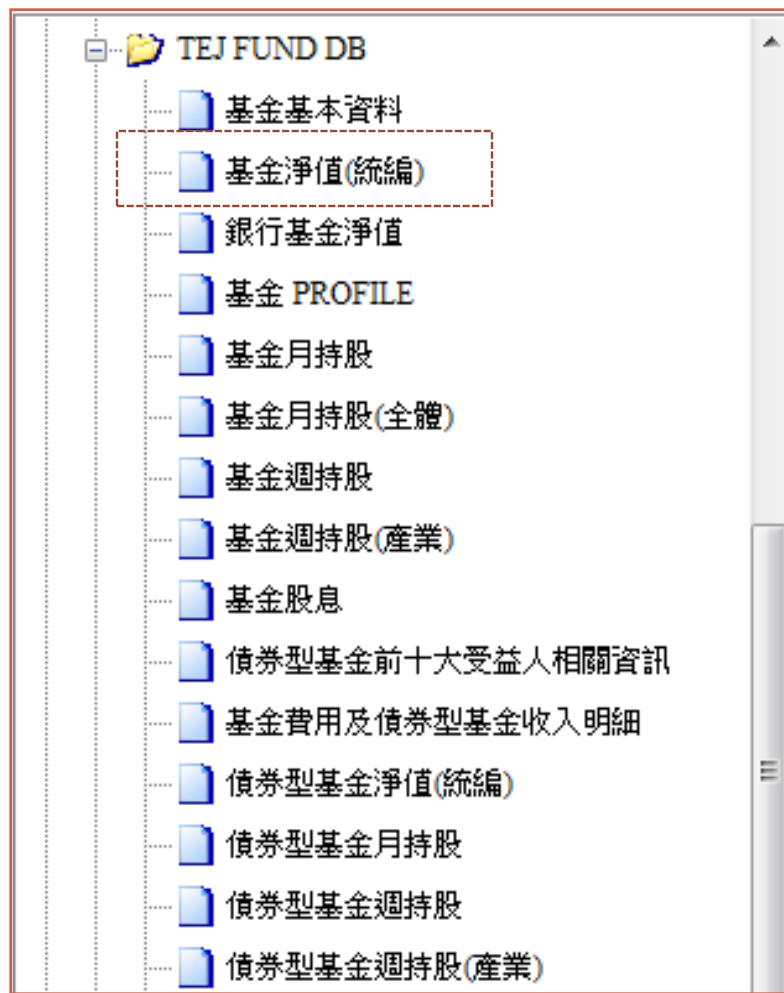 TEJ FUND DB
基金基本資料
基金淨值(統編)
銀行基金淨值
基金 PROFILE
基金月持股
基金月持股(全體)
基金週持股
基金週持股(產業)
基金股息
債券型基金前十大受益人相關資訊
基金費用及債券型基金收入明細
債券型基金淨值(統編)
債券型基金月持股
債券型基金週持股
債券型基金週持股(產業)